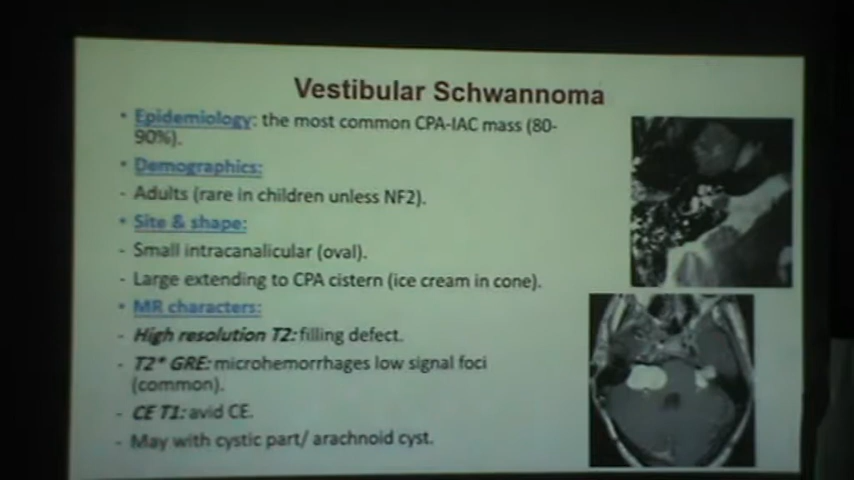 Vestibular Schwannoma
• Epidemiology: the most common CPA-IAC mass (80-
90%).
• Demographics:
- Adults (rare in children unless NF2).
• Site & shape:
- Small intracanalicular (oval).
- Large extending to CPA cistern (ice cream in cone).
• MR characters:
- High resolution T2: filling defect.
- T2* GRE: microhemorrhages low signal foci
(common).
- CE T1: avid CE.
- May with cystic part/ arachnoid cyst.